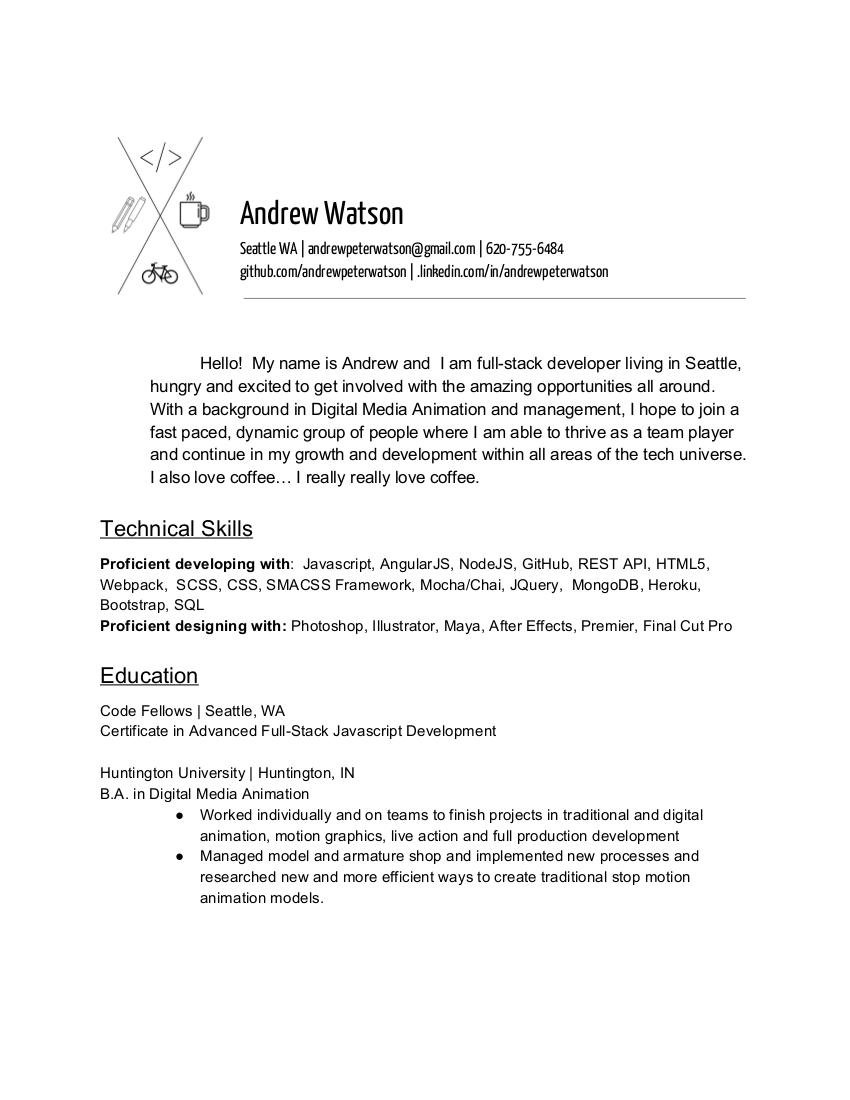 </>
Andrew Watson
Seattle WA | andrewpeterwatson@gmail.com | 620-755-6484
github.com/andrewpeterwatson | .linkedin.com/in/andrewpeterwatson
Hello!  My name is Andrew and  I am full-stack developer living in Seattle,
hungry and excited to get involved with the amazing opportunities all around.
With a background in Digital Media Animation and management, I hope to join a
fast paced, dynamic group of people where I am able to thrive as a team player
and continue in my growth and development within all areas of the tech universe.
I also love coffee… I really really love coffee.
Technical Skills
Proficient developing with:  Javascript, AngularJS, NodeJS, GitHub, REST API, HTML5,
Webpack,  SCSS, CSS, SMACSS Framework, Mocha/Chai, JQuery,  MongoDB, Heroku,
Bootstrap, SQL
Proficient designing with: Photoshop, Illustrator, Maya, After Effects, Premier, Final Cut Pro
Education
Code Fellows | Seattle, WA
Certificate in Advanced Full-Stack Javascript Development
Huntington University | Huntington, IN
B.A. in Digital Media Animation
● Worked individually and on teams to finish projects in traditional and digital
animation, motion graphics, live action and full production development
● Managed model and armature shop and implemented new processes and
researched new and more efficient ways to create traditional stop motion
animation models.